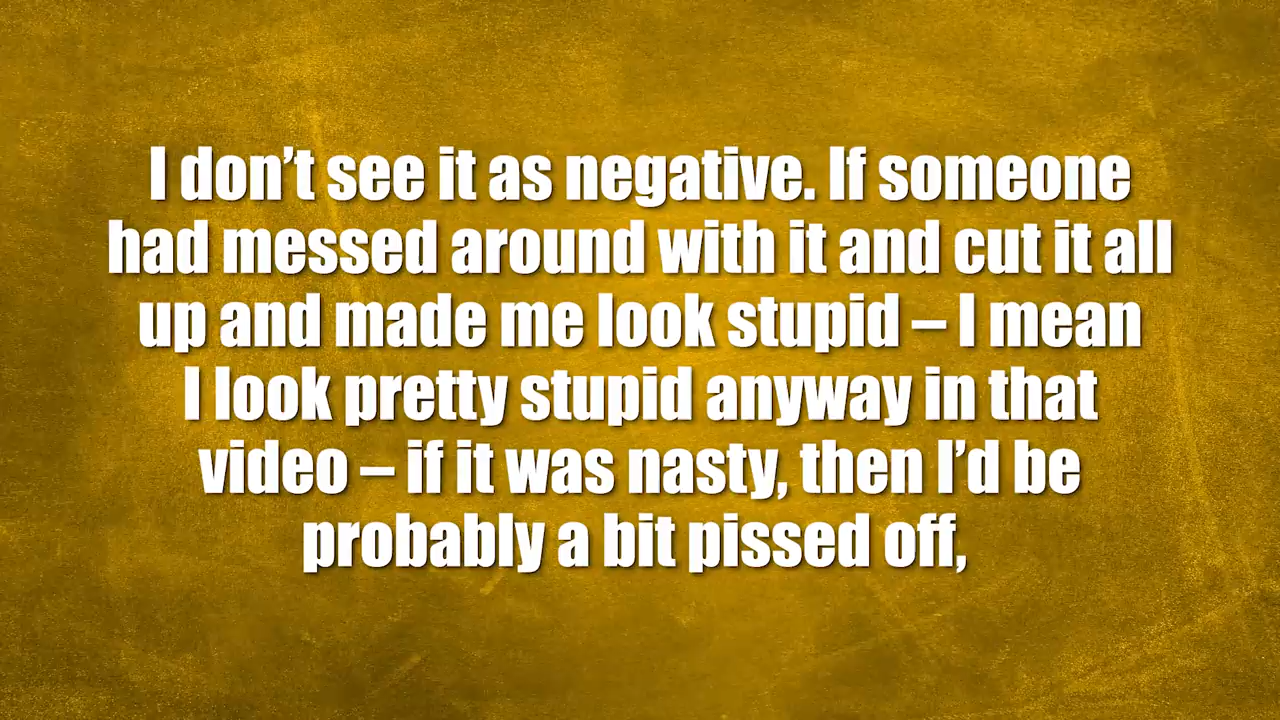 I don’t see it as negative. If someone
had messed around with it and cut it all
up and made me look stupid – I mean
I look pretty stupid anyway in that
video – if it was nasty, then I’d be
probably a bit pissed off,